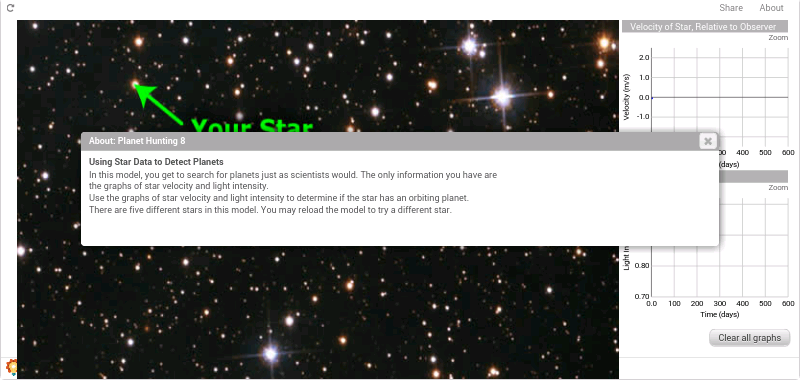 Share About
Your Star
Velocity of Star, Relative to Observer
Zoom
2.0
1.0
0.0
-1.0
Velocity (m/s)
00 300 400 500 600
(days)
About: Planet Hunting 8
Using Star Data to Detect Planets
In this model, you get to search for planets just as scientists would. The only information you have are
the graphs of star velocity and light intensity.
Use the graphs of star velocity and light intensity to determine if the star has an orbiting planet.
There are five different stars in this model. You may reload the model to try a different star.
Zoom
Light In
0.80
0.70
0.0 100 200 300 400 500 600
Time (days)
Clear all graphs